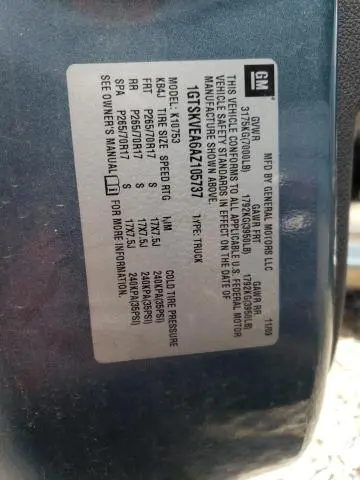 GM
MFD BY GENERAL MOTORS LLC 11/09
GVWR GAWR FRT GAWR RR
3175KG(7000LB) 1792KG(3950LB) 1792KG(3950LB)
THIS VEHICLE CONFORMS TO ALL APPLICABLE U.S. FEDERAL MOTOR
VEHICLE SAFETY STANDARDS IN EFFECT ON THE DATE OF
MANUFACTURE SHOWN ABOVE.
1GTSKVEA6AZ105737 TYPE: TRUCK
MODEL: K10753
KB4J TIRE SIZE SPEED RTG RIM COLD TIRE PRESSURE
FRT P265/70R17 S 17X7.5J 240KPA(35PSI)
RR P265/70R17 S 17X7.5J 240KPA(35PSI)
SPA P265/70R17 S 17X7.5J 240KPA(35PSI)
SEE OWNER'S MANUAL FOR MORE INFORMATION.